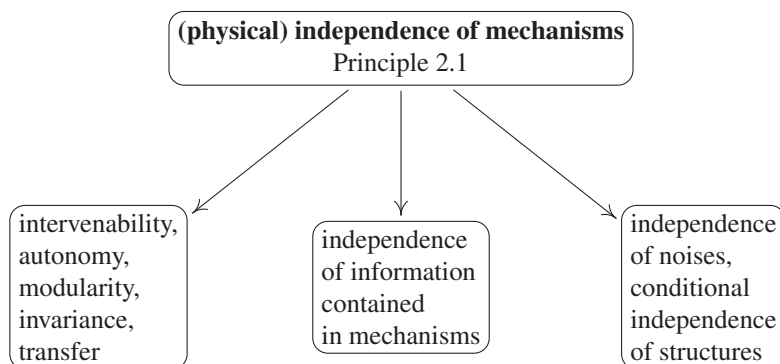 (physical) independence of mechanisms
Principle 2.1
intervenability,
autonomy,
modularity,
invariance,
transfer
independence
of information
contained
in mechanisms
independence
of noises,
conditional
independence
of structures